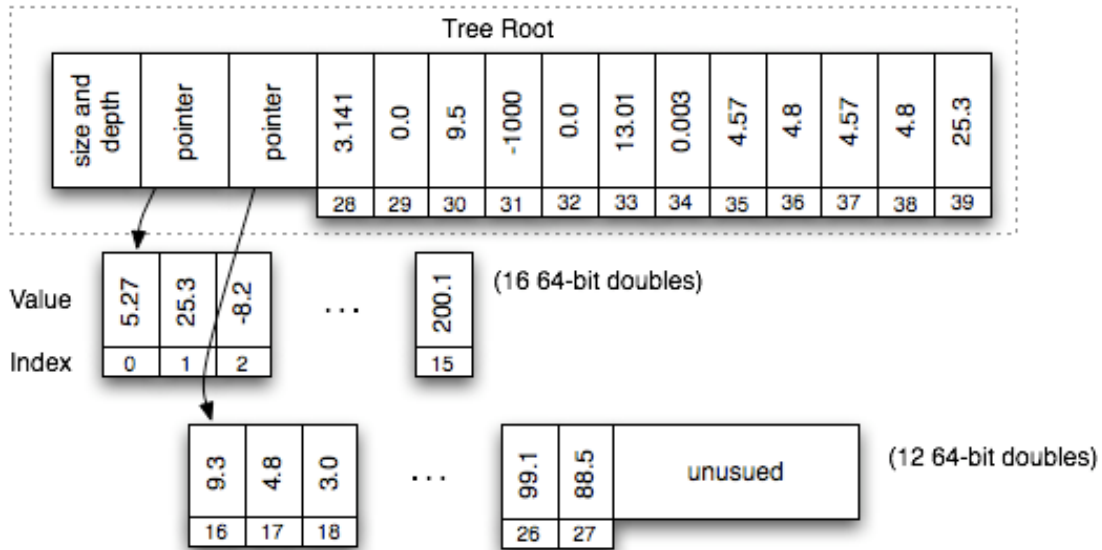 Tree Root
size and
depth
pointer
pointer
3.141
0.0
9.5
-1000
0.0
13.01
0.003
4.57
4.8
4.57
4.8
25.3
28 29 30 31 32 33 34 35 36 37 38 39
Value
5.27
25.3
-8.2
...
200.1
(16 64-bit doubles)
Index
0 1 2 15
9.3
4.8
3.0
...
99.1
88.5
unusued
(12 64-bit doubles)
16 17 18 26 27